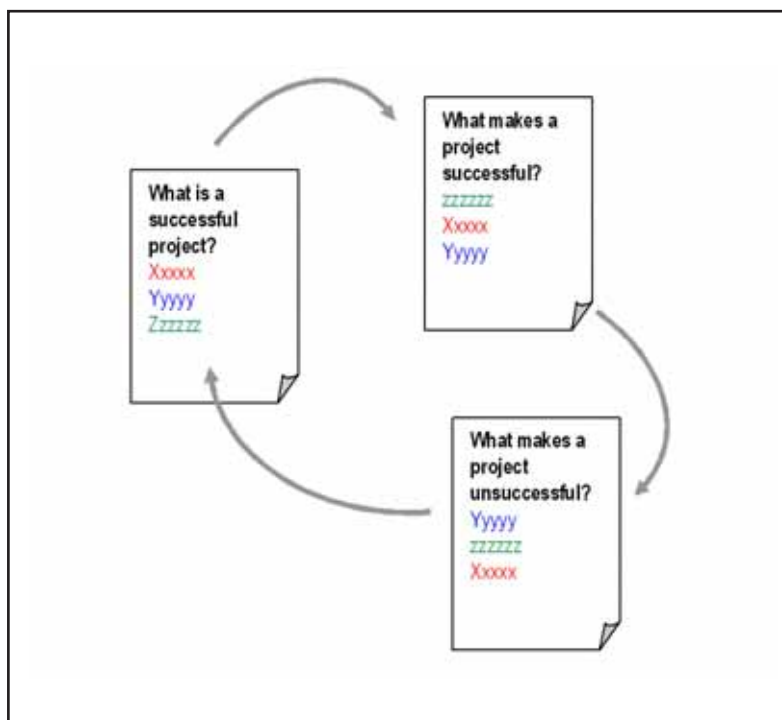 What is a
successful
project?
Xxxxx
Yyyyy
Zzzzzz
What makes a
project
successful?
zzzzzz
Xxxxx
Yyyyy
What makes a
project
unsuccessful?
Yyyyy
zzzzzz
Xxxxx